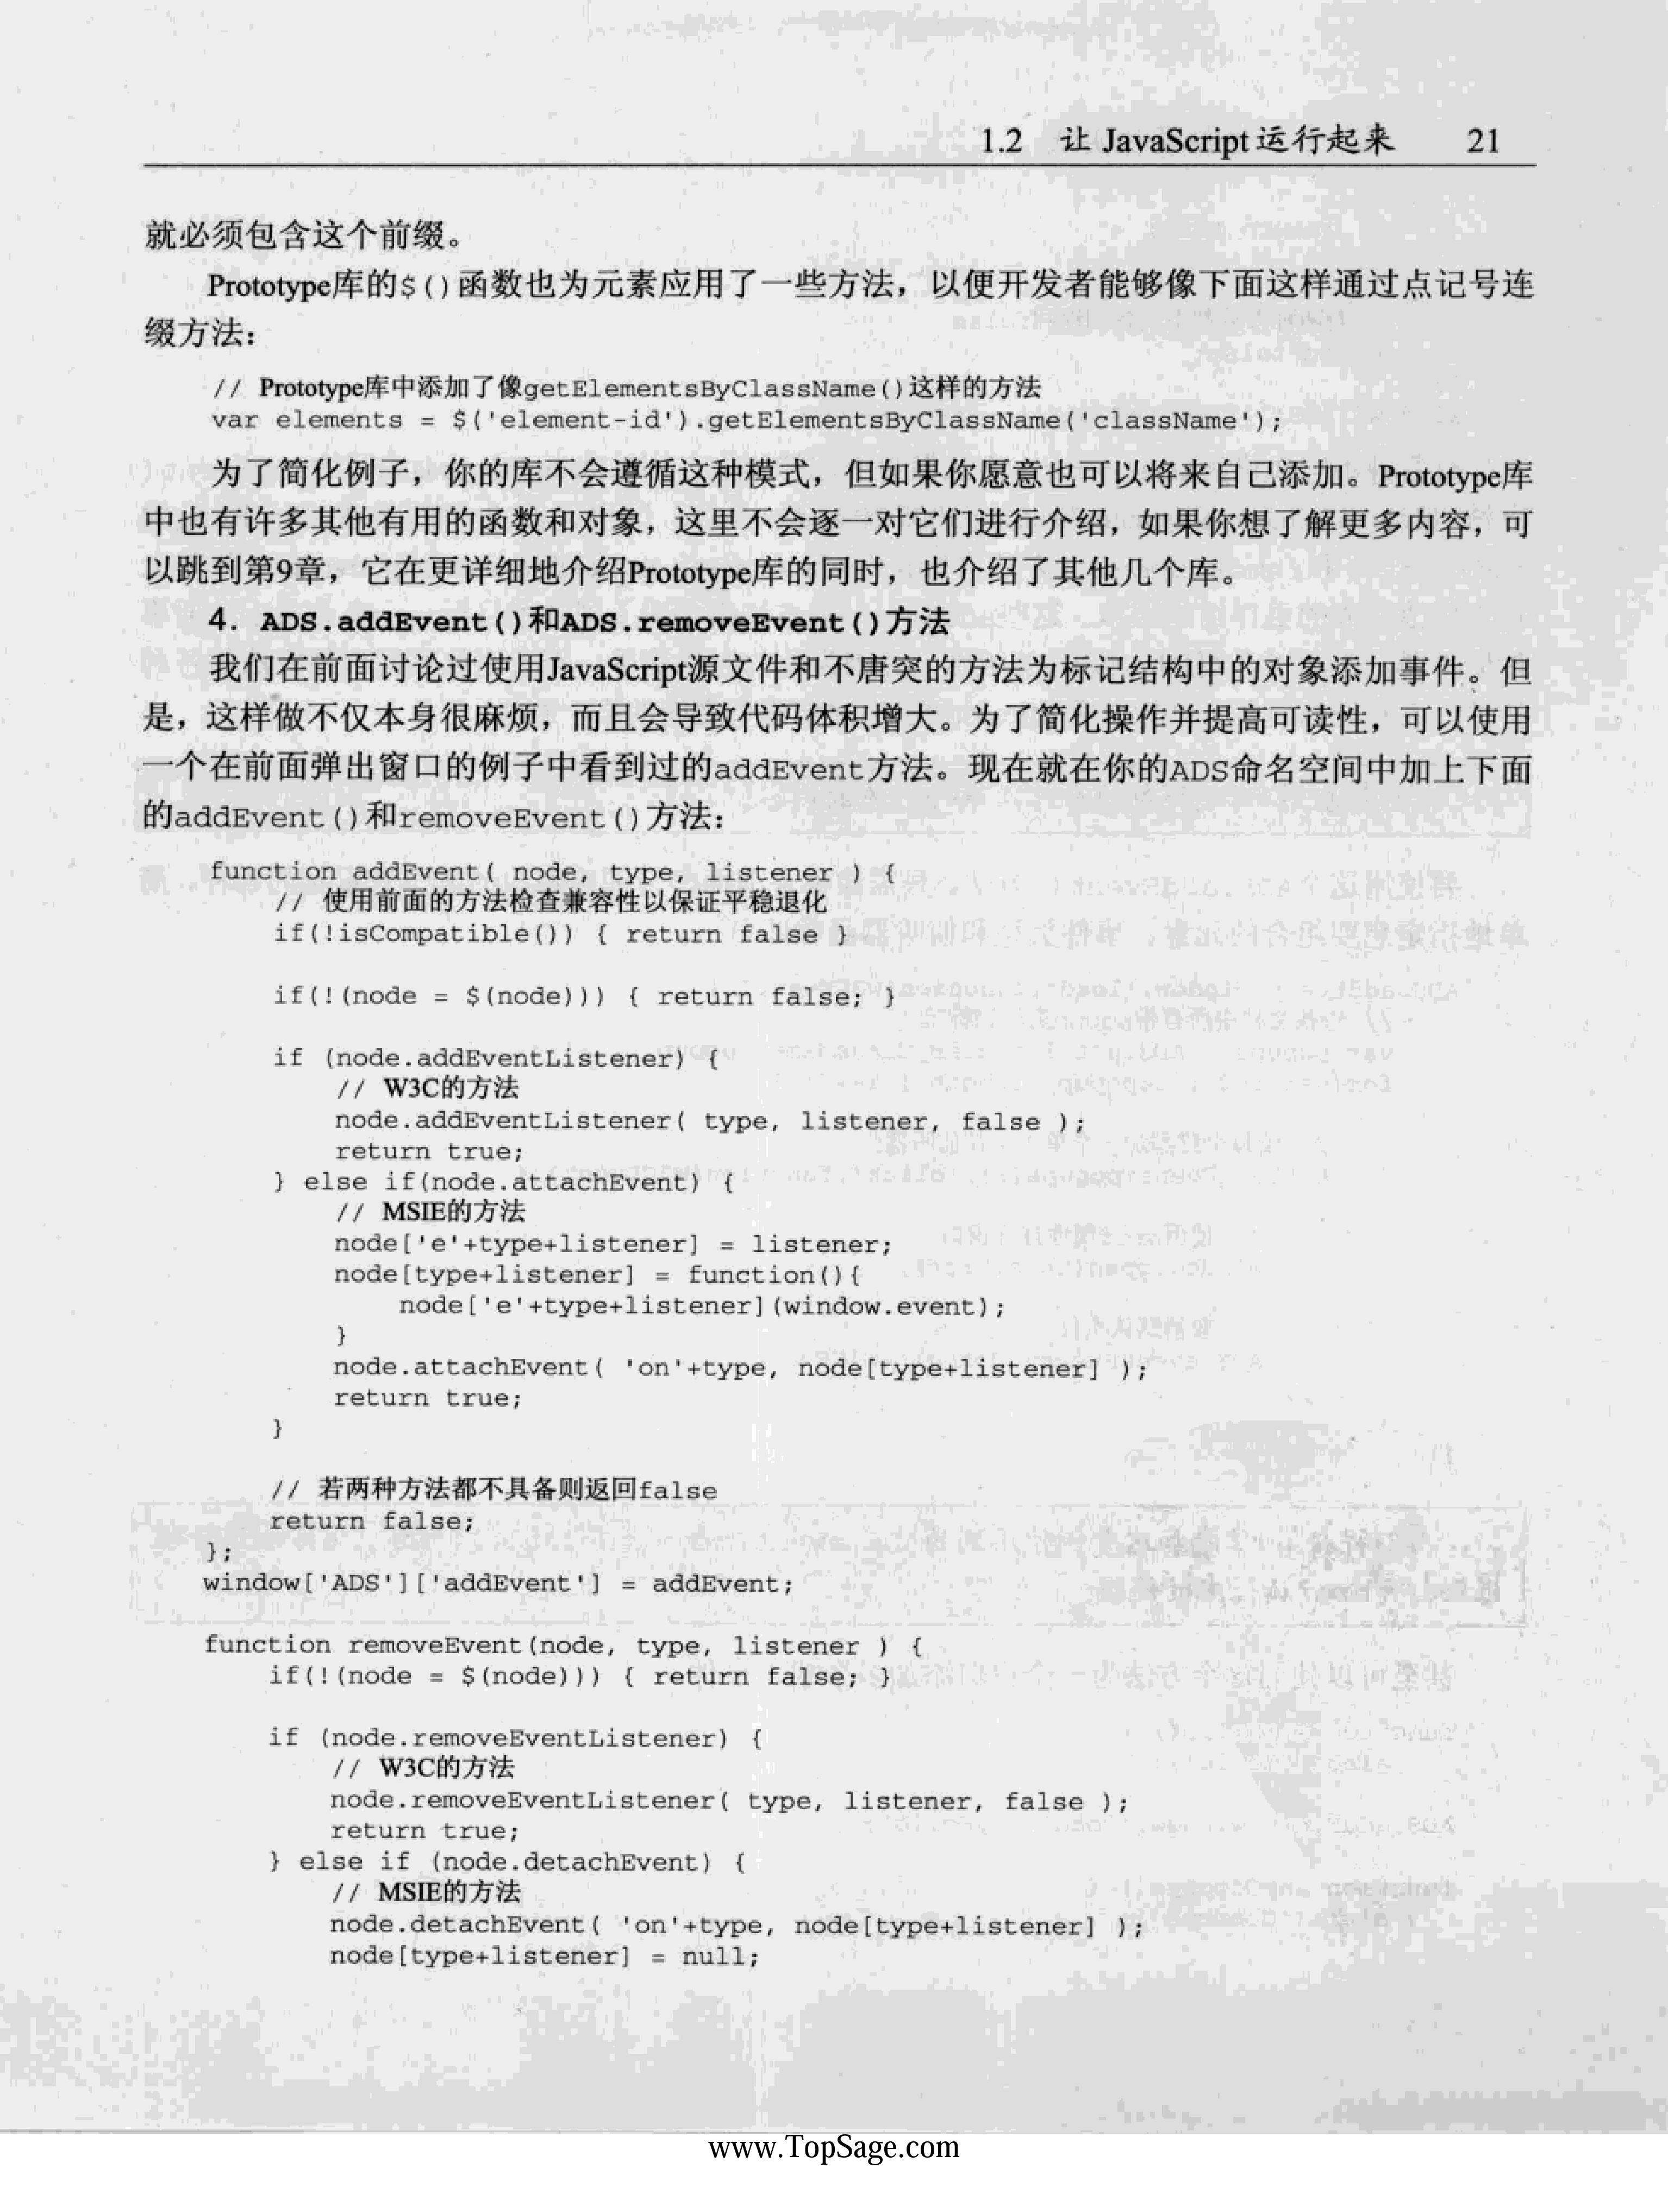 1.2 让 JavaScript 运行起来 21
就必须包含这个前缀。
Prototype库的$()函数也为元素应用了一些方法，以便开发者能够像下面这样通过点记号连
缀方法：
// Prototype库中添加了像getElementsByClassName()这样的方法
var elements = $('element-id').getElementsByClassName('className');
为了简化例子，你的库不会遵循这种模式，但如果你愿意也可以将来自己添加。Prototype库
中也有许多其他有用的函数和对象，这里不会逐一对它们进行介绍，如果你想了解更多内容，可
以跳到第9章，它在更详细地介绍Prototype库的同时，也介绍了其他几个库。
4. ADS.addEvent()和ADS.removeEvent()方法
我们在前面讨论过使用JavaScript源文件和不唐突的方法为标记结构中的对象添加事件。但
是，这样做不仅本身很麻烦，而且会导致代码体积增大。为了简化操作并提高可读性，可以使用
一个在前面弹出窗口的例子中看到过的addEvent方法。现在就在你的ADS命名空间中加上下面
的addEvent()和removeEvent()方法：
function addEvent( node, type, listener ) {
// 使用前面的方法检查兼容性以保证平稳退化
if(!isCompatible()) { return false }
if(!(node = $(node))) { return false; }
if (node.addEventListener) {
// W3C的方法
node.addEventListener( type, listener, false );
return true;
} else if(node.attachEvent) {
// MSIE的方法
node['e'+type+listener] = listener;
node[type+listener] = function(){
node['e'+type+listener](window.event);
}
node.attachEvent( 'on'+type, node[type+listener] );
return true;
}
// 若两种方法都不具备则返回false
return false;
};
window['ADS']['addEvent'] = addEvent;
function removeEvent(node, type, listener ) {
if(!(node = $(node))) { return false; }
if (node.removeEventListener) {
// W3C的方法
node.removeEventListener( type, listener, false );
return true;
} else if (node.detachEvent) {
// MSIE的方法
node.detachEvent( 'on'+type, node[type+listener] );
node[type+listener] = null;
www.TopSage.com